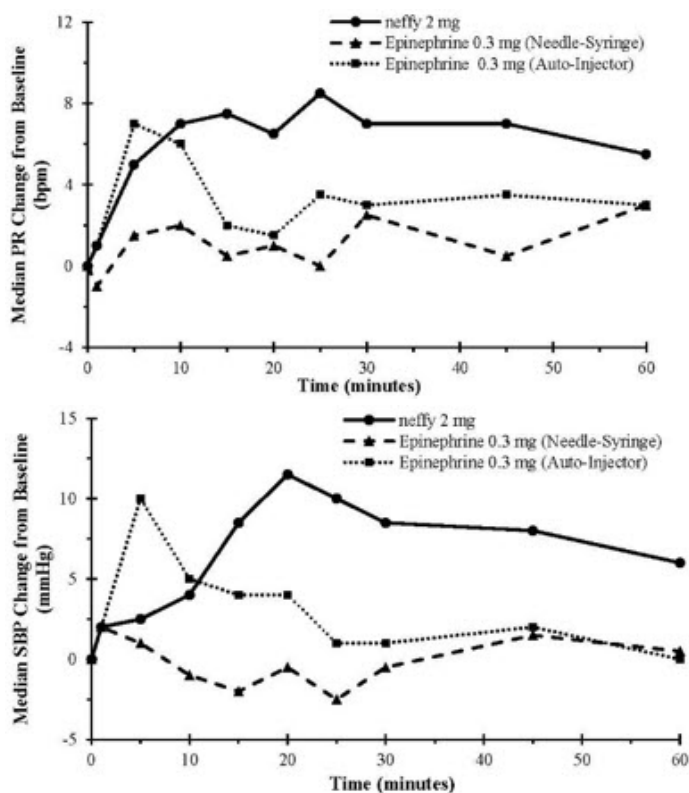 12
8
4
0
-4
Median PR Change from Baseline
(bpm)
neffy 2 mg
Epinephrine 0.3 mg (Needle-Syringe)
Epinephrine 0.3 mg (Auto-Injector)
0 10 20 30 40 50 60
Time (minutes)
15
10
5
0
-5
Median SBP Change from Baseline
(mmHg)
neffy 2 mg
Epinephrine 0.3 mg (Needle-Syringe)
Epinephrine 0.3 mg (Auto-Injector)
0 10 20 30 40 50 60
Time (minutes)